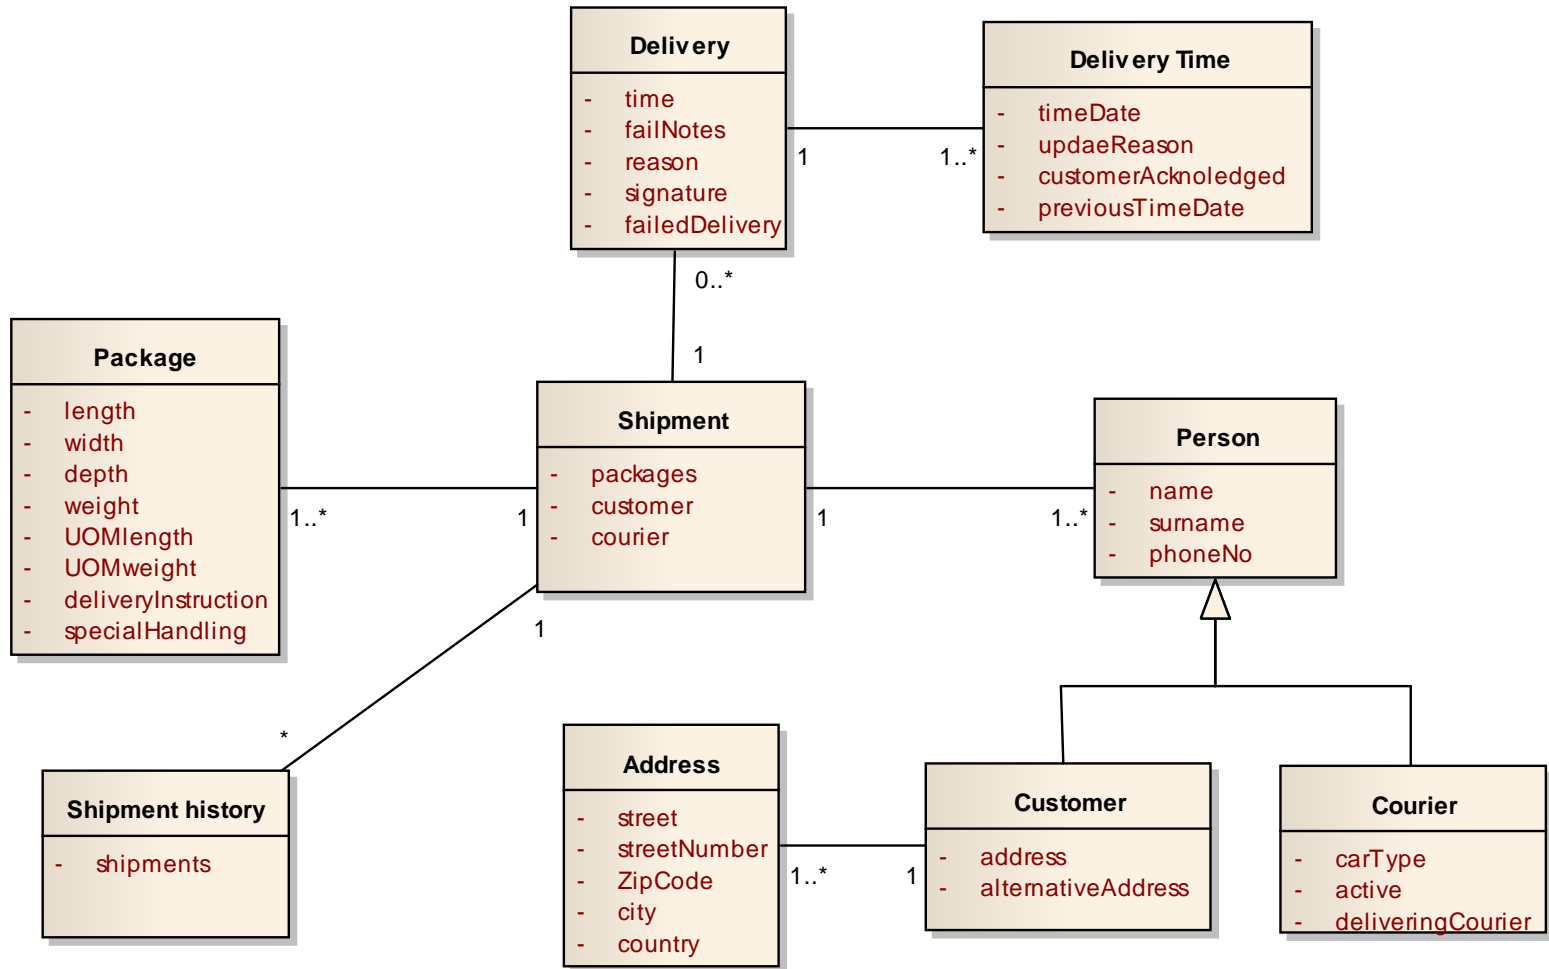 Delivery
- time
- failNotes
- reason
- signature
- failedDelivery
Delivery Time
- timeDate
- updaeReason
- customerAcknoledged
- previousTimeDate
1
1..*
0..*
1
Package
- length
- width
- depth
- weight
- UOMlength
- UOMweight
- deliveryInstruction
- specialHandling
Shipment
- packages
- customer
- courier
Person
- name
- surname
- phoneNo
1..*
1
1
1..*
1
*
Shipment history
- shipments
Address
- street
- streetNumber
- ZipCode
- city
- country
1..*
1
Customer
- address
- alternativeAddress
Courier
- carType
- active
- deliveringCourier